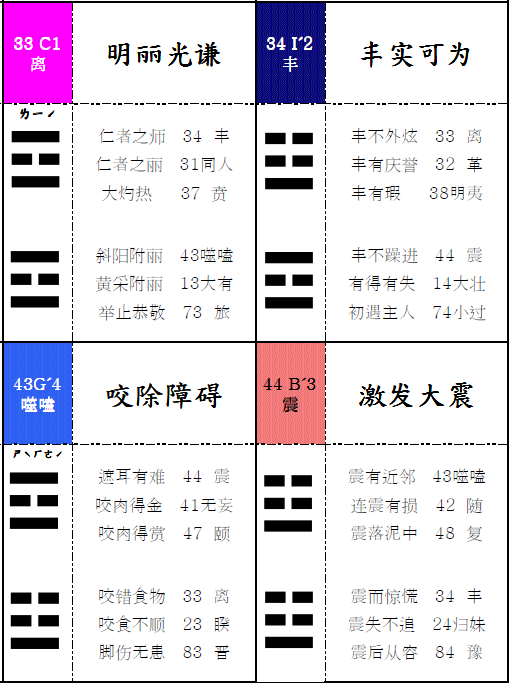 33 C1
离
明丽光谦
ㄌㄧˊ
仁者之师 34 丰
仁者之丽 31同人
大灼热 37 贲
斜阳附丽 43噬嗑
黄采附丽 13大有
举止恭敬 73 旅
34 I´2
丰
丰实可为
丰不外炫 33 离
丰有庆誉 32 革
丰有瑕 38明夷
丰不躁进 44 震
有得有失 14大壮
初遇主人 74小过
43G´4
噬嗑
咬除障碍
ㄕˋㄏㄜˊ
遮耳有难 44 震
咬内得金 41无妄
咬内得赏 47 颐
咬错食物 33 离
咬食不顺 23 睽
脚伤无患 83 晋
44 B´3
震
激发大震
震有近邻 43噬嗑
连震有损 42 随
震落泥中 48 复
震而惊慌 34 丰
震失不追 24归妹
震后从容 84 豫